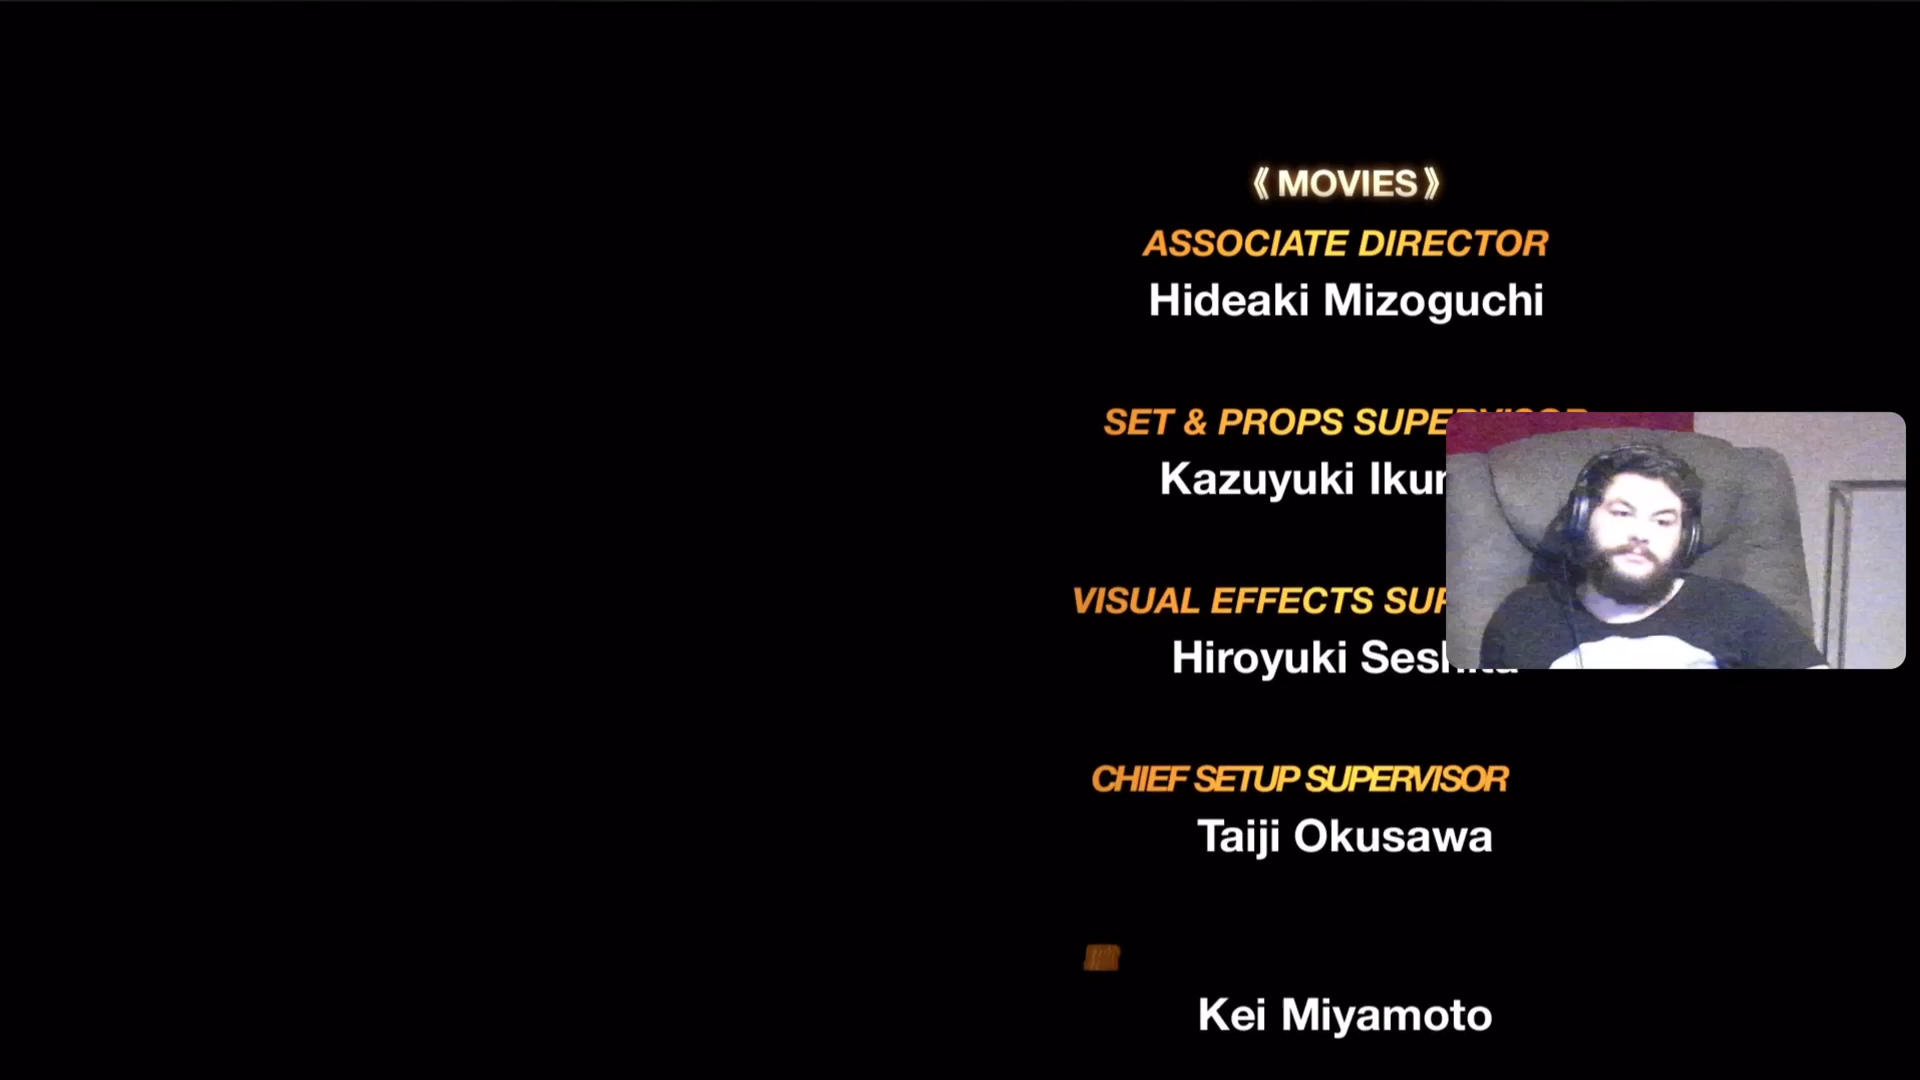 《MOVIES》
ASSOCIATE DIRECTOR
Hideaki Mizoguchi
SET & PROPS
Kazuyuki
VISUAL EFFECTS
Hiroyuki
CHIEF SETUP SUPERVISOR
Taiji Okusawa
Kei Miyamoto